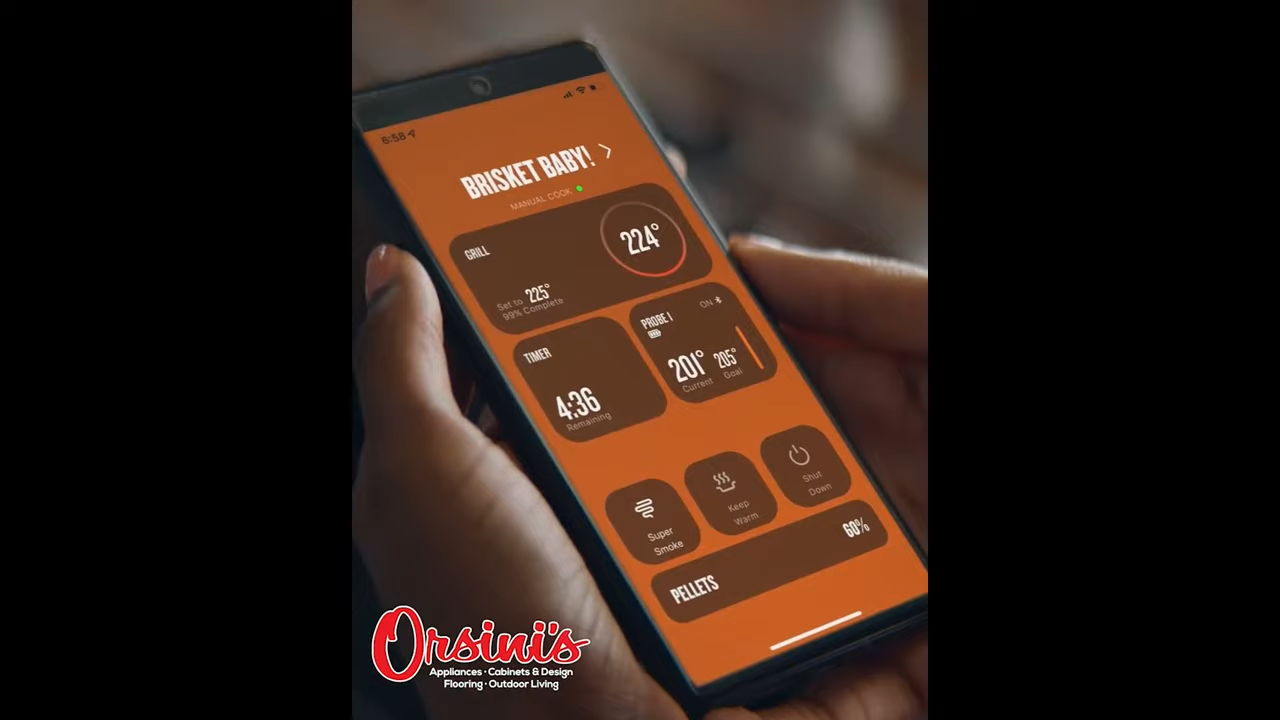 6:58
BRISKET BABY!
MANUAL COOK
GRILL
224°
Set to 225°
99% Complete
TIMER
4:36
Remaining
PROBE 1
ON
201° 205°
Current Goal
Super
Smoke
Keep
Warm
Shut
Down
PELLETS
60%
Orsini's
Appliances · Cabinets & Design
Flooring · Outdoor Living